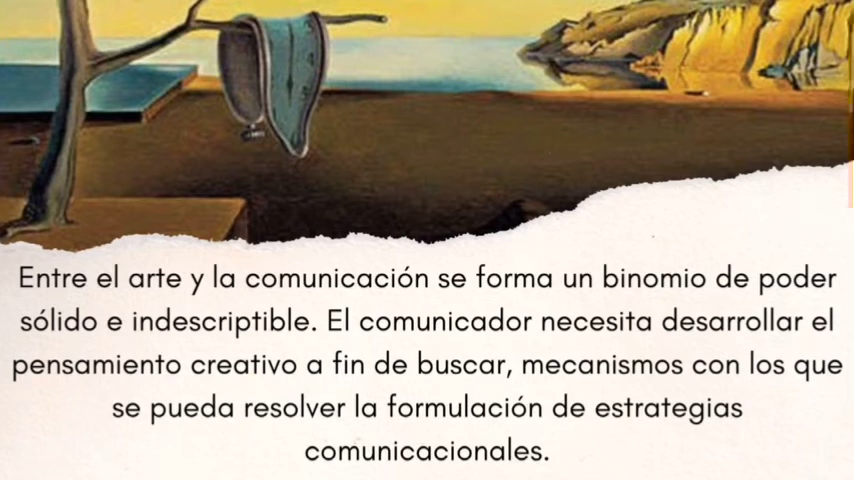 Entre el arte y la comunicación se forma un binomio de poder
sólido e indescriptible. El comunicador necesita desarrollar el
pensamiento creativo a fin de buscar, mecanismos con los que
se pueda resolver la formulación de estrategias
comunicacionales.